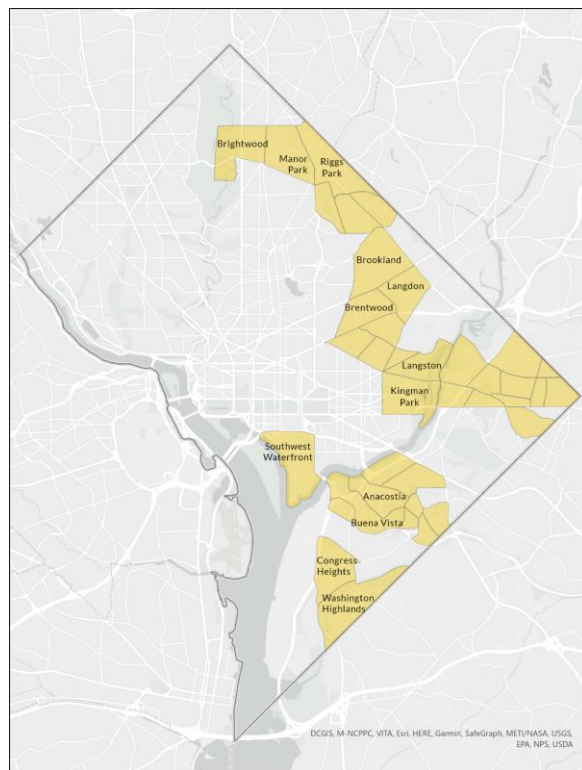 Brightwood
Manor
Park
Riggs
Park
Brookland
Langdon
Brentwood
Langston
Kingman
Park
Southwest
Waterfront
Anacostia
Buena Vista
Congress
Heights
Washington
Highlands
DCGIS, M-NCPPC, VITA, Esri, HERE, Garmin, SafeGraph, METI/NASA, USGS,
EPA, NPS, USDA